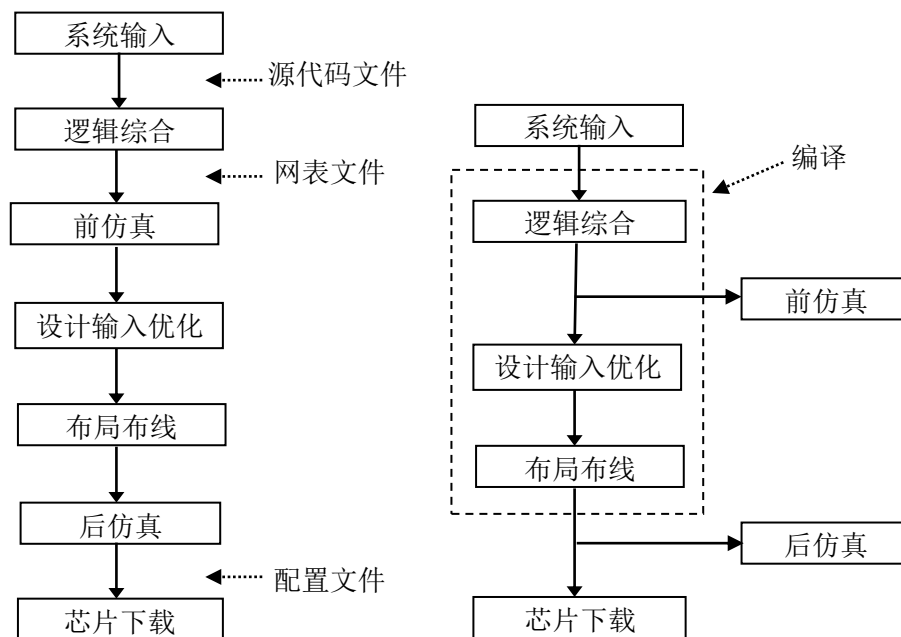 系统输入
源代码文件
逻辑综合
网表文件
前仿真
设计输入优化
布局布线
后仿真
配置文件
芯片下载
系统输入
编译
逻辑综合
前仿真
设计输入优化
布局布线
后仿真
芯片下载